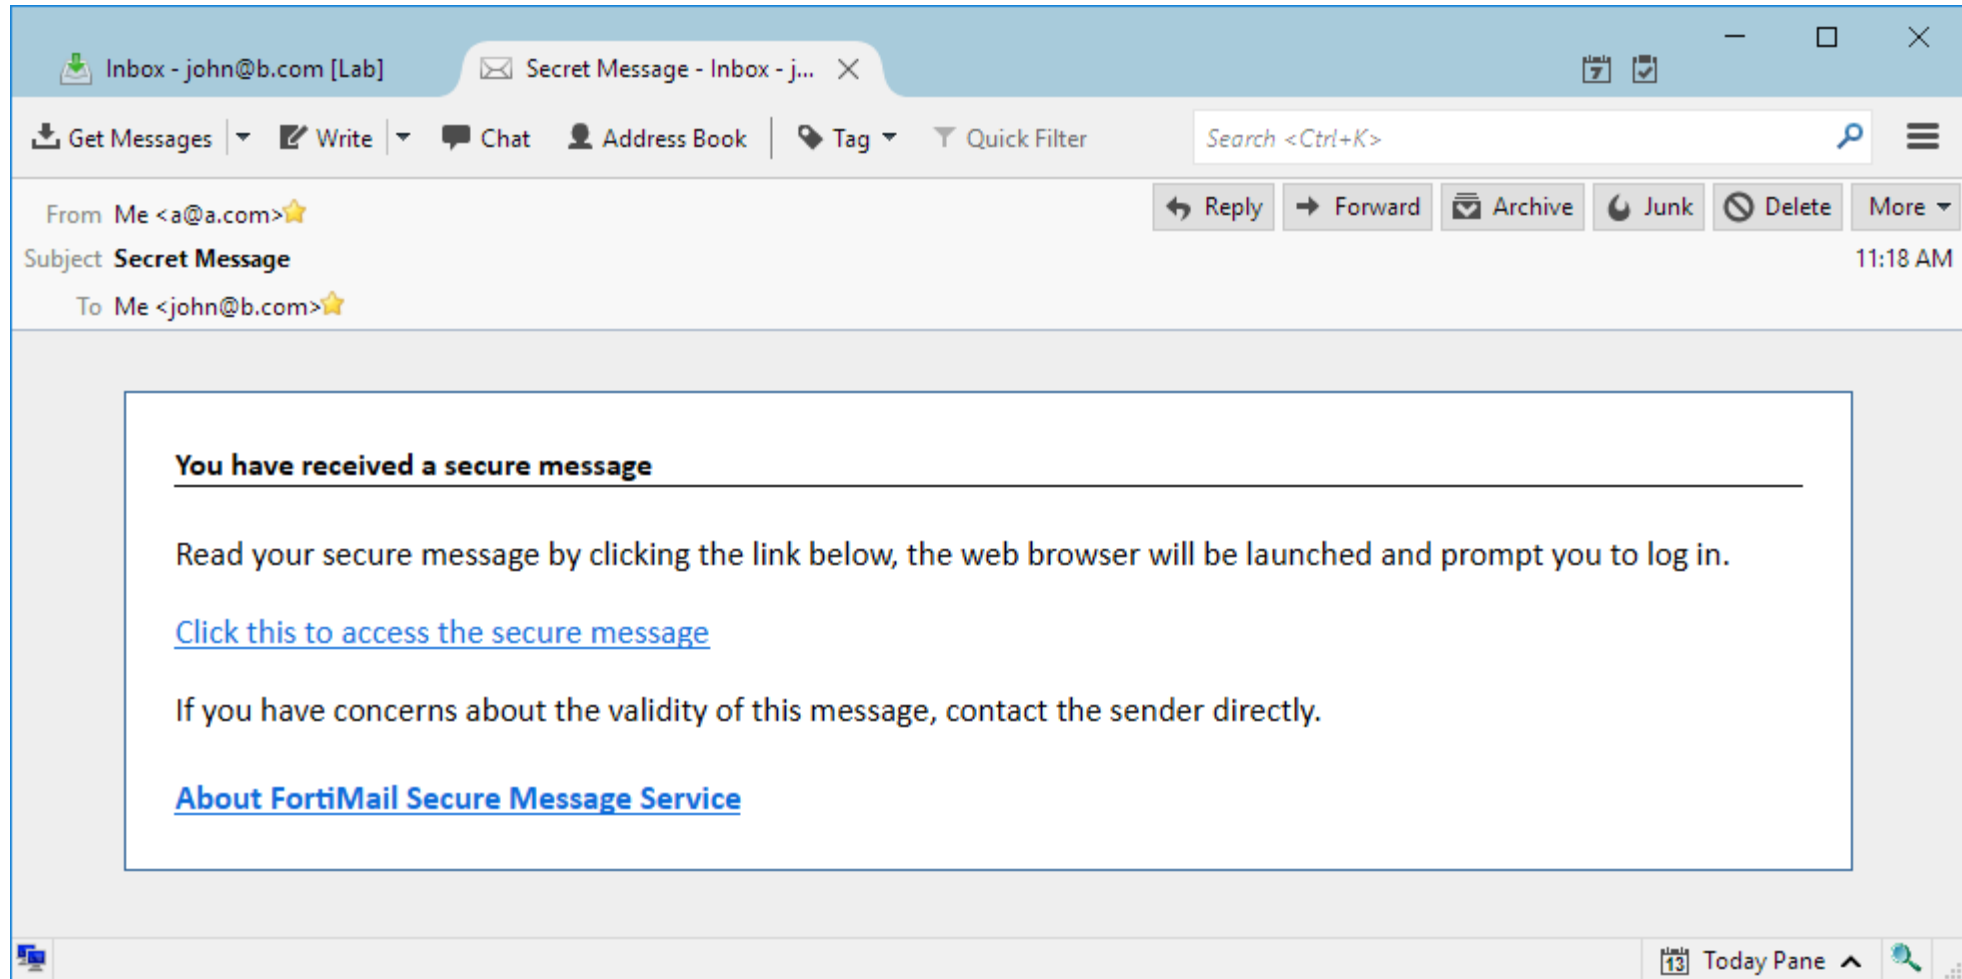 Inbox - john@b.com [Lab]
Secret Message - Inbox - j...
7
Get Messages
Write
Chat
Address Book
Tag
Quick Filter
Search <Ctrl+K>
From Me <a@a.com>
Reply
Forward
Archive
Junk
Delete
More
Subject Secret Message
11:18 AM
To Me <john@b.com>
You have received a secure message
Read your secure message by clicking the link below, the web browser will be launched and prompt you to log in.
Click this to access the secure message
If you have concerns about the validity of this message, contact the sender directly.
About FortiMail Secure Message Service
13 Today Pane